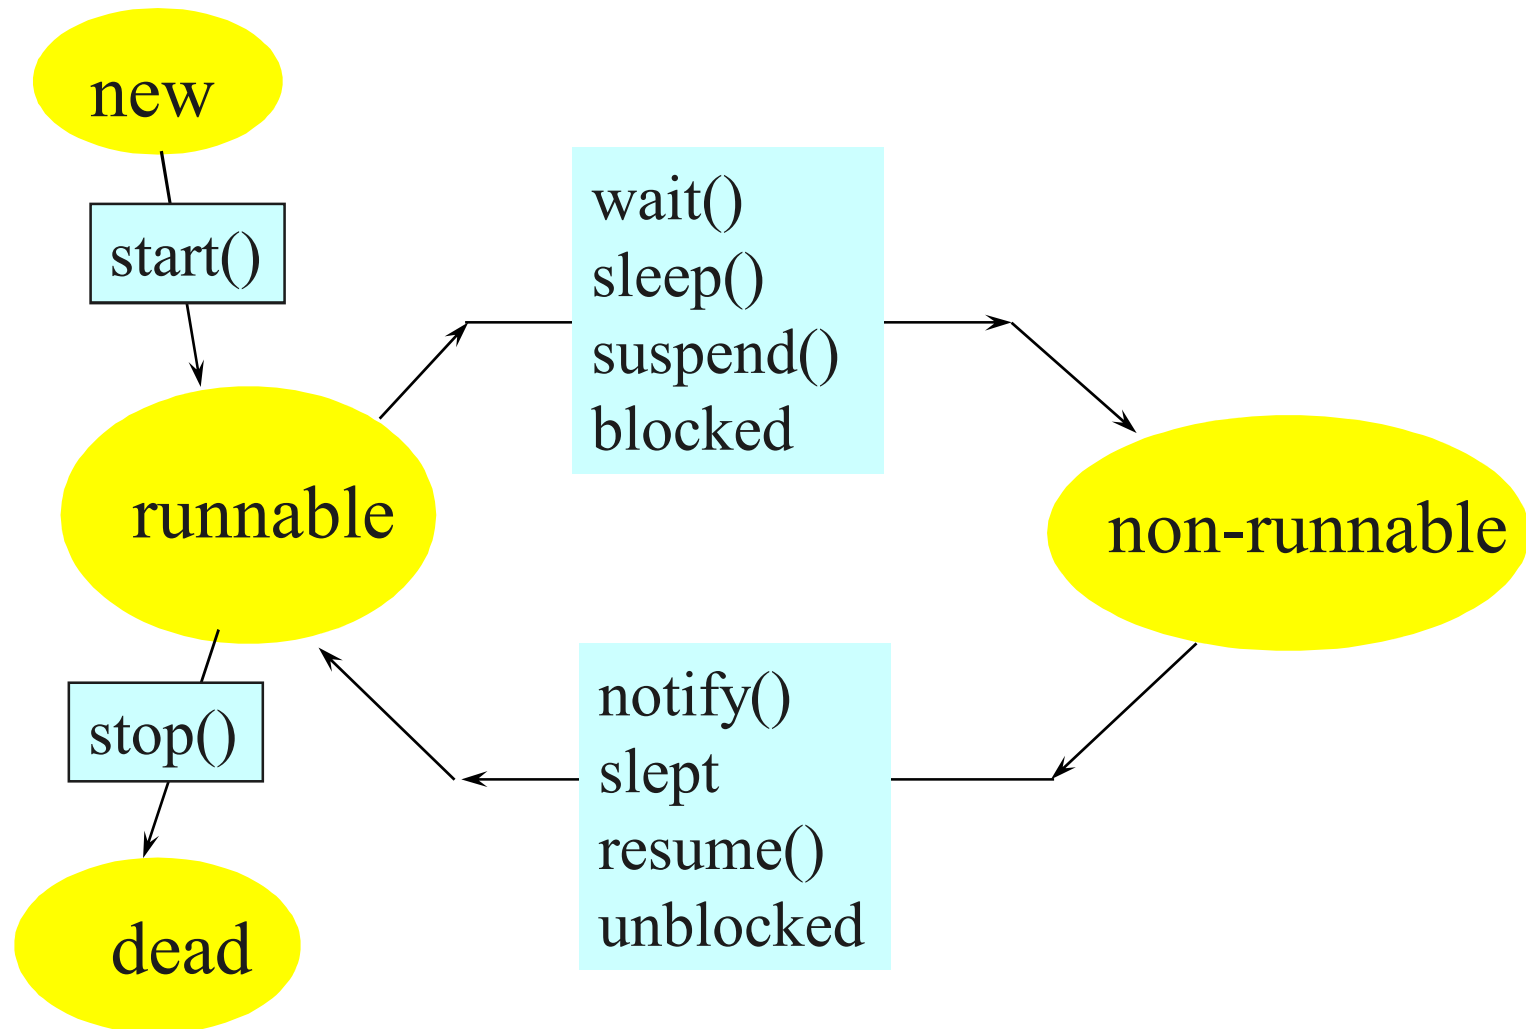 new
start()
wait()
sleep()
suspend()
blocked
runnable
non-runnable
stop()
notify()
slept
resume()
unblocked
dead